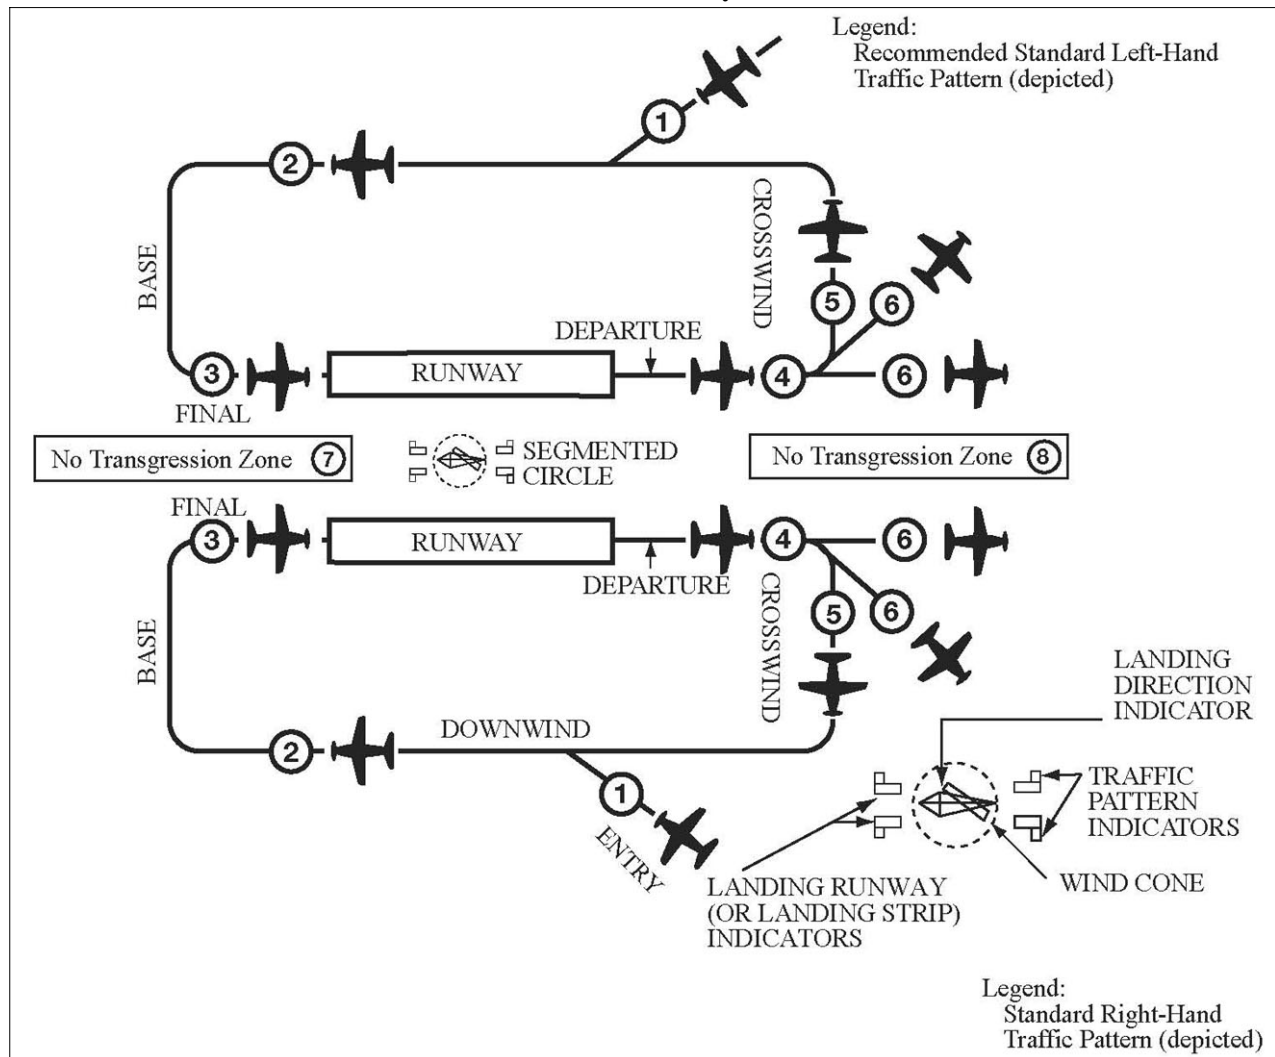 Legend:
Recommended Standard Left-Hand
Traffic Pattern (depicted)
1
2
CROSSWIND
BASE
5
6
DEPARTURE
3
RUNWAY
4
6
FINAL
No Transgression Zone 7
SEGMENTED
CIRCLE
No Transgression Zone 8
FINAL
3
RUNWAY
4
6
DEPARTURE
CROSSWIND
5
6
BASE
LANDING
DIRECTION
INDICATOR
DOWNWIND
2
1
ENTRY
TRAFFIC
PATTERN
INDICATORS
WIND CONE
LANDING RUNWAY
(OR LANDING STRIP)
INDICATORS
Legend:
Standard Right-Hand
Traffic Pattern (depicted)